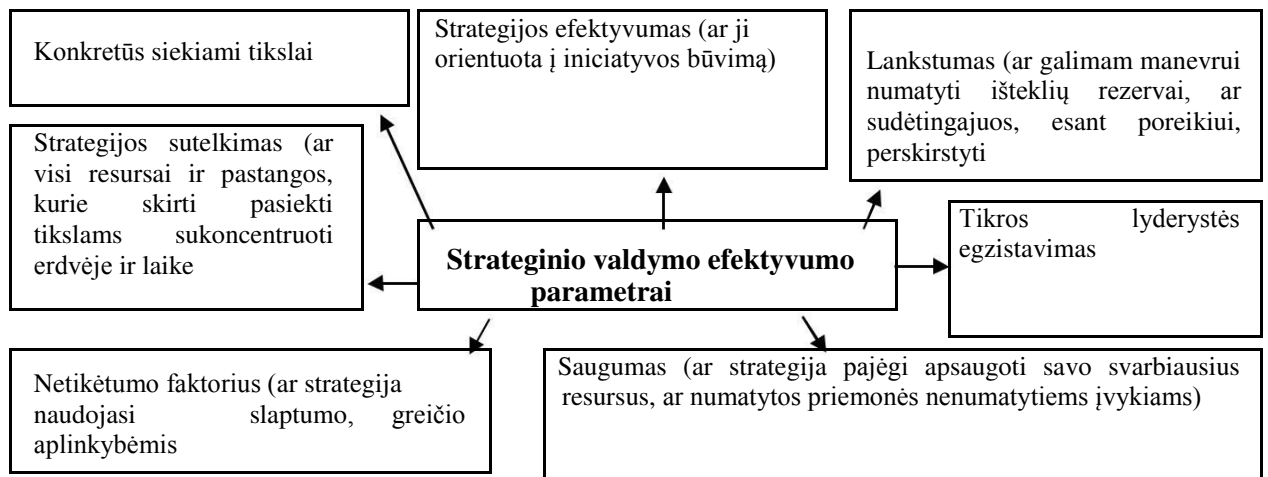 Konkretūs siekiami tikslai
Strategijos efektyvumas (ar ji
orientuota į iniciatyvos būvimą)
Lankstumas (ar galimam manevrui
numatyti išteklių rezervai, ar
sudėtingajuos, esant poreikiui,
perskirstyti
Strategijos sutelkimas (ar
visi resursai ir pastangos,
kurie skirti pasiekti
tikslams sukoncentruoti
erdvėje ir laike
Strateginio valdymo efektyvumo
parametrai
Tikros lyderystės
egzistavimas
Netikėtumo faktorius (ar strategija
naudojasi slaptumo, greičio
aplinkybėmis
Saugumas (ar strategija pajėgi apsaugoti savo svarbiausius
resursus, ar numatytos priemonės nenumatytiems įvykiams)